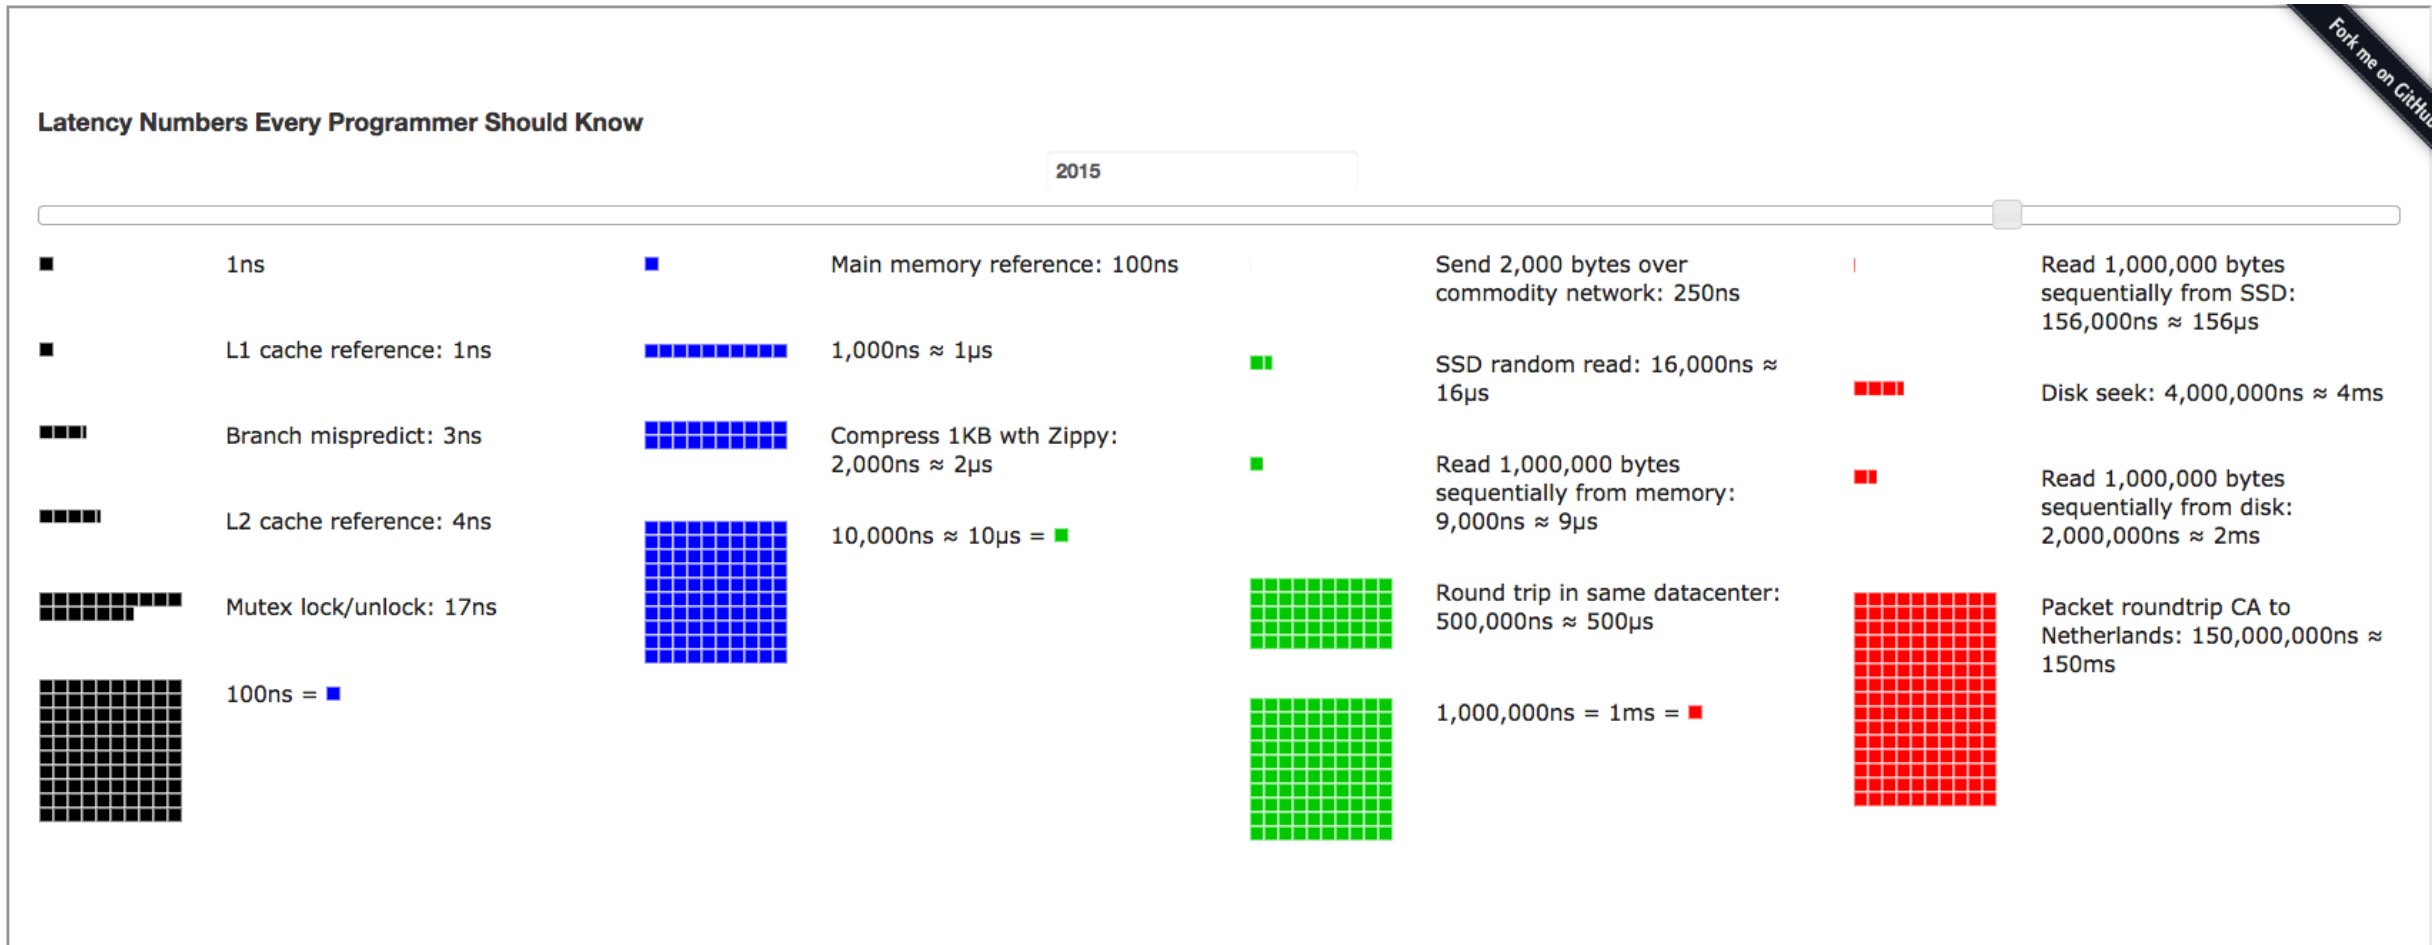 Fork me on GitHub
Latency Numbers Every Programmer Should Know
2015
1ns
L1 cache reference: 1ns
Branch mispredict: 3ns
L2 cache reference: 4ns
Mutex lock/unlock: 17ns
100ns =
Main memory reference: 100ns
1,000ns ≈ 1μs
Compress 1KB wth Zippy:
2,000ns ≈ 2μs
10,000ns ≈ 10μs =
Send 2,000 bytes over
commodity network: 250ns
SSD random read: 16,000ns ≈
16μs
Read 1,000,000 bytes
sequentially from memory:
9,000ns ≈ 9μs
Round trip in same datacenter:
500,000ns ≈ 500μs
1,000,000ns = 1ms =
Read 1,000,000 bytes
sequentially from SSD:
156,000ns ≈ 156μs
Disk seek: 4,000,000ns ≈ 4ms
Read 1,000,000 bytes
sequentially from disk:
2,000,000ns ≈ 2ms
Packet roundtrip CA to
Netherlands: 150,000,000ns ≈
150ms